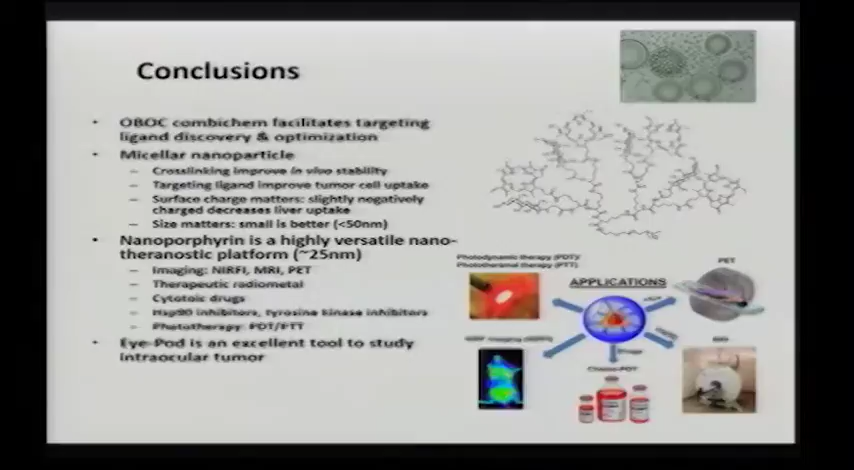 Conclusions
• OBOC combichem facilitates targeting
ligand discovery & optimization
• Micellar nanoparticle
– Crosslinking improve in vivo stability
– Targeting ligand improve tumor cell uptake
– Surface charge matters: slightly negatively
charged decreases liver uptake
– Size matters: small is better (<50nm)
• Nanoporphyrin is a highly versatile nano-
theranostic platform (~25nm)
– Imaging: NIRFI, MRI, PET
– Therapeutic radiometal
– Cytotoic drugs
– Hsp90 inhibitors, tyrosine kinase inhibitors
– Phototherapy: PDT/PTT
• Eye-Pod is an excellent tool to study
intraocular tumor
Photodynamic therapy (PDT)/
Photothermal therapy (PTT)
APPLICATIONS
PET
MRI
Drugs
Chemo-PDT